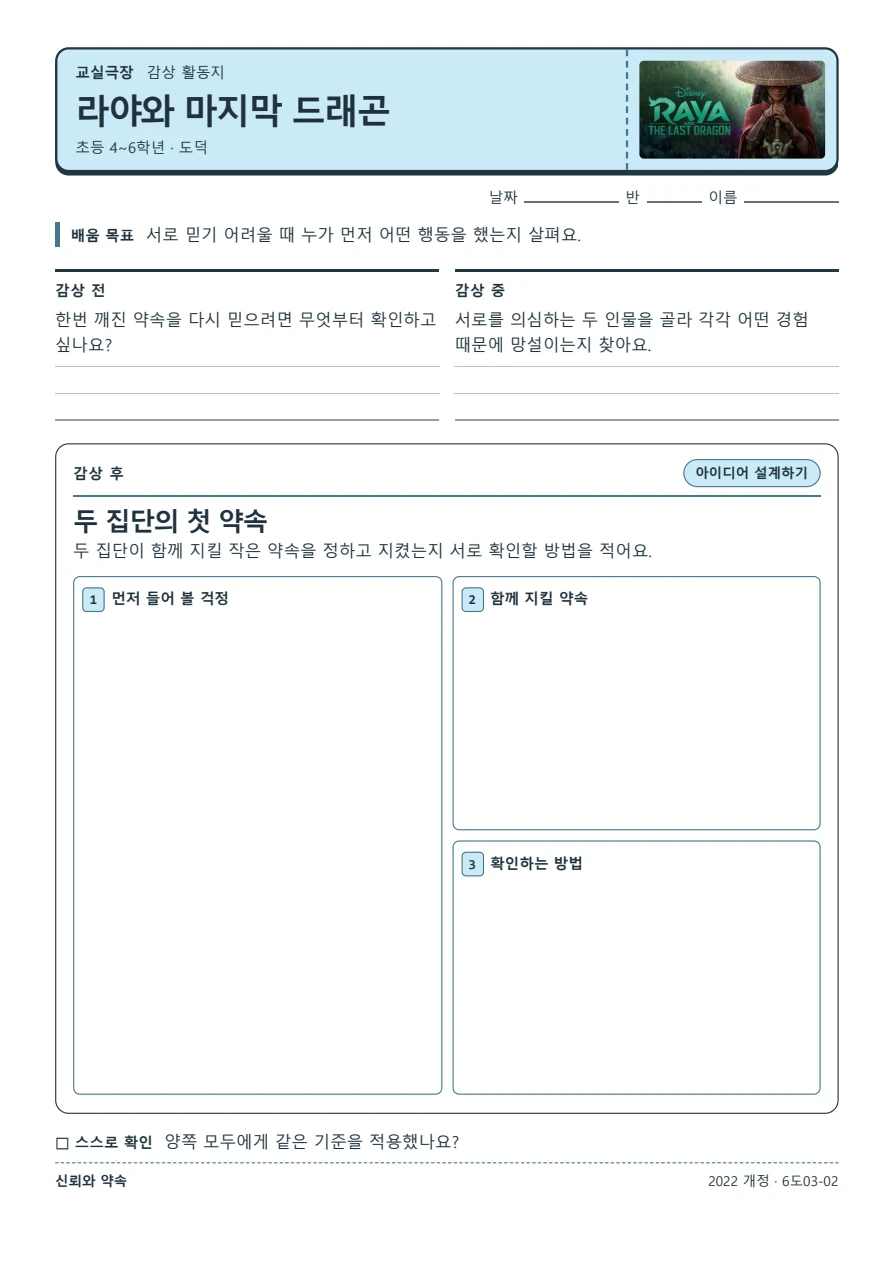 교실극장 감상 활동지
라야와 마지막 드래곤
초등 4~6학년 · 도덕
Disney
RAYA
AND
THE LAST DRAGON
날짜 반 이름
배움 목표 서로 믿기 어려울 때 누가 먼저 어떤 행동을 했는지 살펴요.
감상 전
한번 깨진 약속을 다시 믿으려면 무엇부터 확인하고
싶나요?
감상 중
서로를 의심하는 두 인물을 골라 각각 어떤 경험
때문에 망설이는지 찾아요.
감상 후
아이디어 설계하기
두 집단의 첫 약속
두 집단이 함께 지킬 작은 약속을 정하고 지켰는지 서로 확인할 방법을 적어요.
1 먼저 들어 볼 걱정
2 함께 지킬 약속
3 확인하는 방법
□ 스스로 확인 양쪽 모두에게 같은 기준을 적용했나요?
신뢰와 약속
2022 개정 · 6도03-02